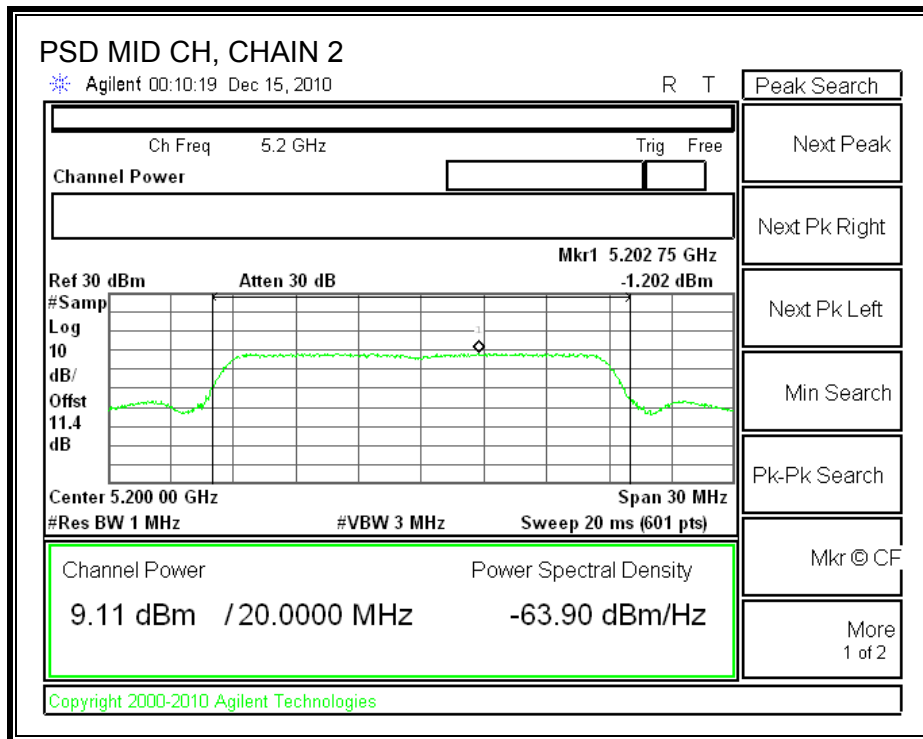 PSD MID CH, CHAIN 2
Agilent 00:10:19 Dec 15, 2010 R T
Peak Search
Ch Freq 5.2 GHz Trig Free
Channel Power
Next Peak
Next Pk Right
Mkr1 5.202 75 GHz
Ref 30 dBm Atten 30 dB -1.202 dBm
#Samp
Log
10
dB/
Offst
11.4
dB
1
Next Pk Left
Min Search
Pk-Pk Search
Center 5.200 00 GHz Span 30 MHz
#Res BW 1 MHz #VBW 3 MHz Sweep 20 ms (601 pts)
Mkr © CF
Channel Power Power Spectral Density
9.11 dBm / 20.0000 MHz -63.90 dBm/Hz
More
1 of 2
Copyright 2000-2010 Agilent Technologies